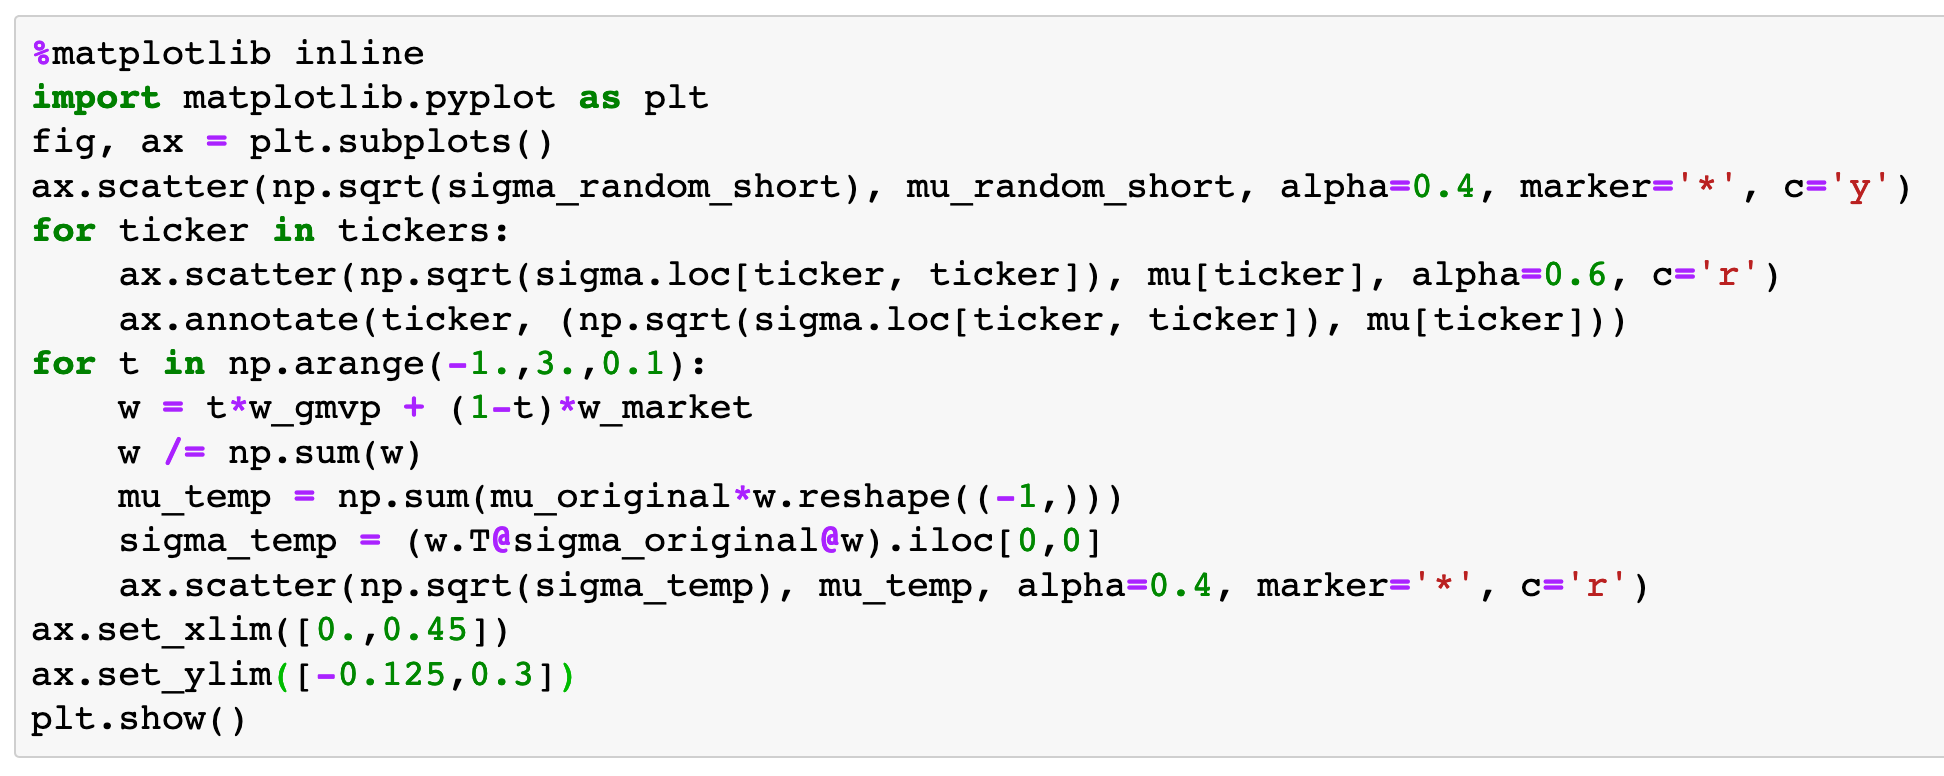 %matplotlib inline
import matplotlib.pyplot as plt
fig, ax = plt.subplots()
ax.scatter(np.sqrt(sigma_random_short), mu_random_short, alpha=0.4, marker='*', c='y')
for ticker in tickers:
    ax.scatter(np.sqrt(sigma.loc[ticker, ticker]), mu[ticker], alpha=0.6, c='r')
    ax.annotate(ticker, (np.sqrt(sigma.loc[ticker, ticker]), mu[ticker]))
for t in np.arange(-1.,3.,0.1):
    w = t*w_gmvp + (1-t)*w_market
    w /= np.sum(w)
    mu_temp = np.sum(mu_original*w.reshape((-1,)))
    sigma_temp = (w.T@sigma_original@w).iloc[0,0]
    ax.scatter(np.sqrt(sigma_temp), mu_temp, alpha=0.4, marker='*', c='r')
ax.set_xlim([0.,0.45])
ax.set_ylim([-0.125,0.3])
plt.show()